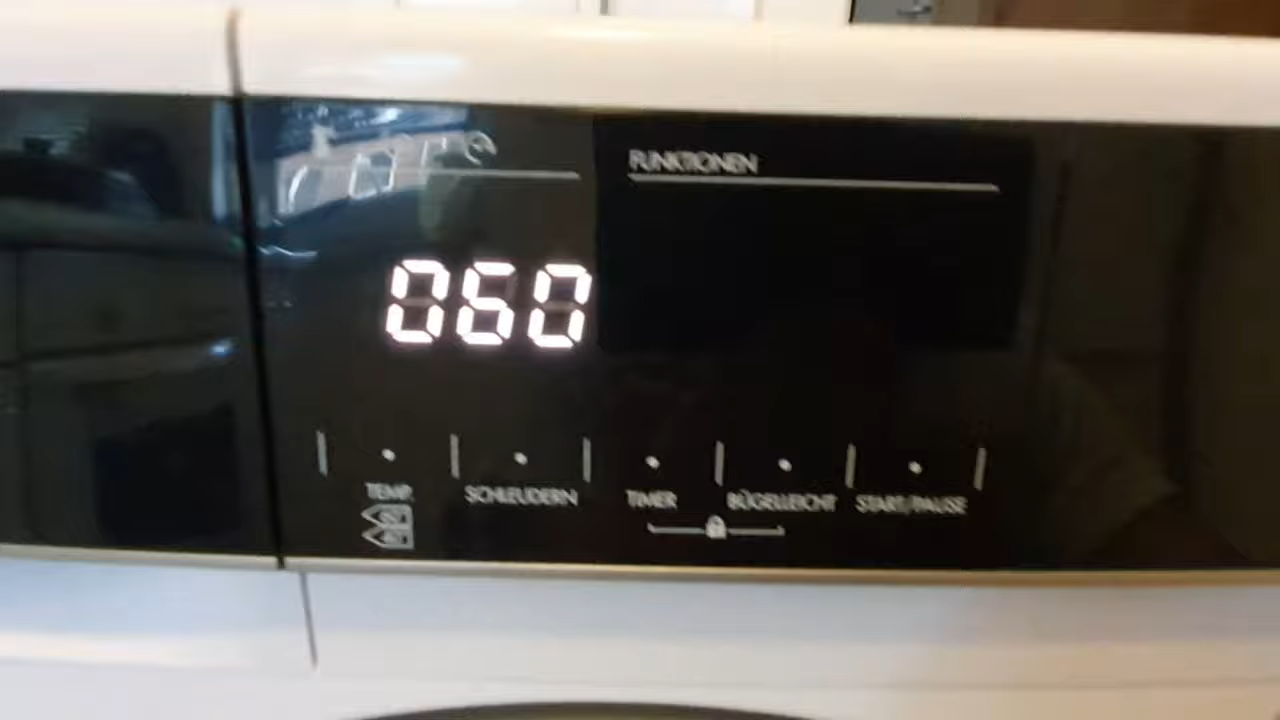 FUNKTIONEN
060
TEMP. SCHLEUDERN TIMER BÜGELLEICHT START/PAUSE